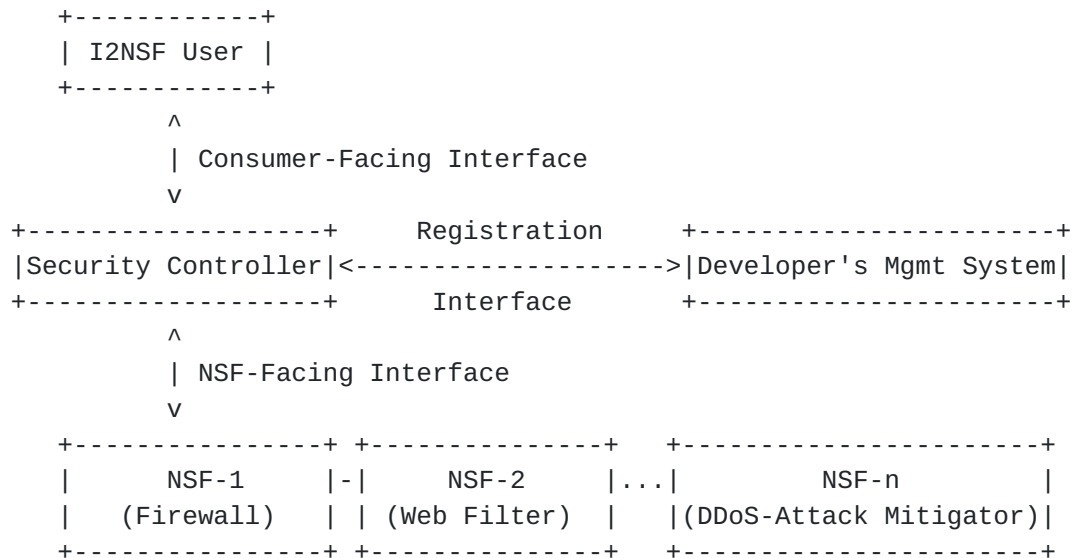 +------------+
| I2NSF User |
+------------+
^
| Consumer-Facing Interface
v
+-------------------+ Registration +-----------------------+
|Security Controller|<-------------------->|Developer's Mgmt System|
+-------------------+ Interface +-----------------------+
^
| NSF-Facing Interface
v
+----------------+ +---------------+ +-----------------------+
| NSF-1 |-| NSF-2 |...| NSF-n |
| (Firewall) | | (Web Filter) | |(DDoS-Attack Mitigator)|
+----------------+ +---------------+ +-----------------------+